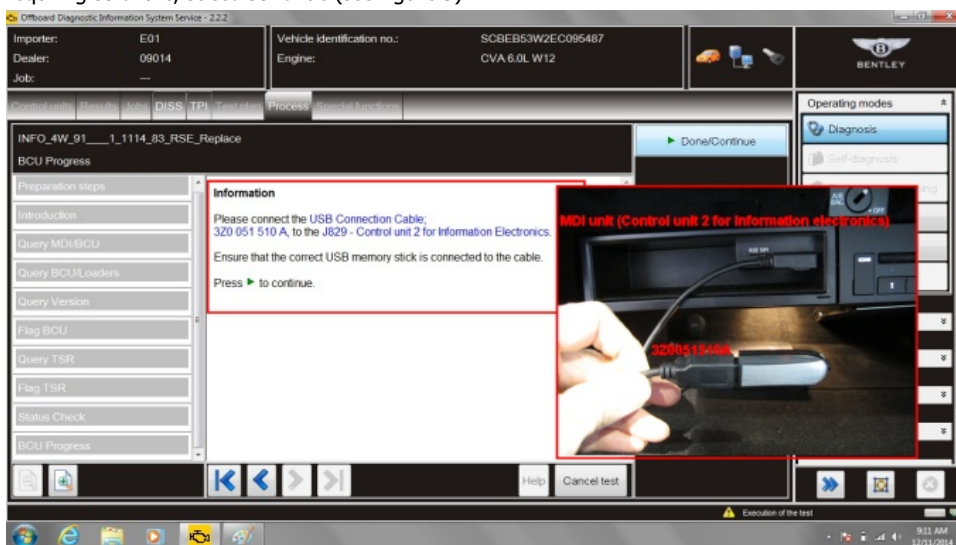 Offboard Diagnostic Information System Service - 2.2.2
Importer: E01
Dealer: 09014
Job: ---
Vehicle identification no.: SCBEB53W2EC095487
Engine: CVA 6.0L W12
BENTLEY
Control units Results Jobs DISS TPI Test plan Process Special functions
Operating modes
INFO_4W_91___1_1114_83_RSE_Replace
BCU Progress
Done/Continue
Diagnosis
Self-diagnosis
Preparation steps
Introduction
Query MDI/BCU
Query BCU/Loaders
Query Version
Flag BCU
Query TSR
Flag TSR
Status Check
BCU Progress
Information
Please connect the USB Connection Cable;
3Z0 051 510 A, to the J829 - Control unit 2 for Information Electronics.
Ensure that the correct USB memory stick is connected to the cable.
Press ► to continue.
MDI unit (Control unit 2 for Information electronics)
OFF
3Z0051510A
Help
Cancel test
Execution of the test
9:11 AM
12/11/2014